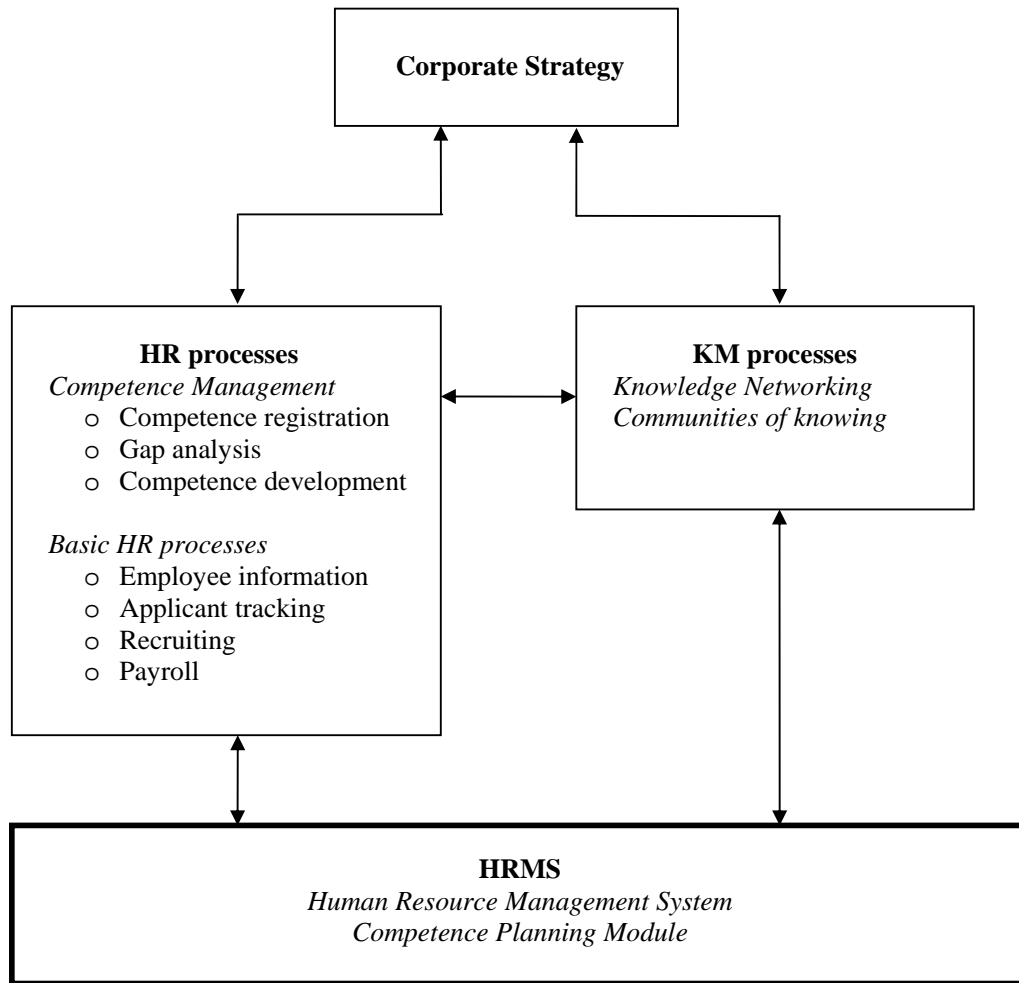 Corporate Strategy
HR processes
Competence Management
o Competence registration
o Gap analysis
o Competence development
Basic HR processes
o Employee information
o Applicant tracking
o Recruiting
o Payroll
KM processes
Knowledge Networking
Communities of knowing
HRMS
Human Resource Management System
Competence Planning Module